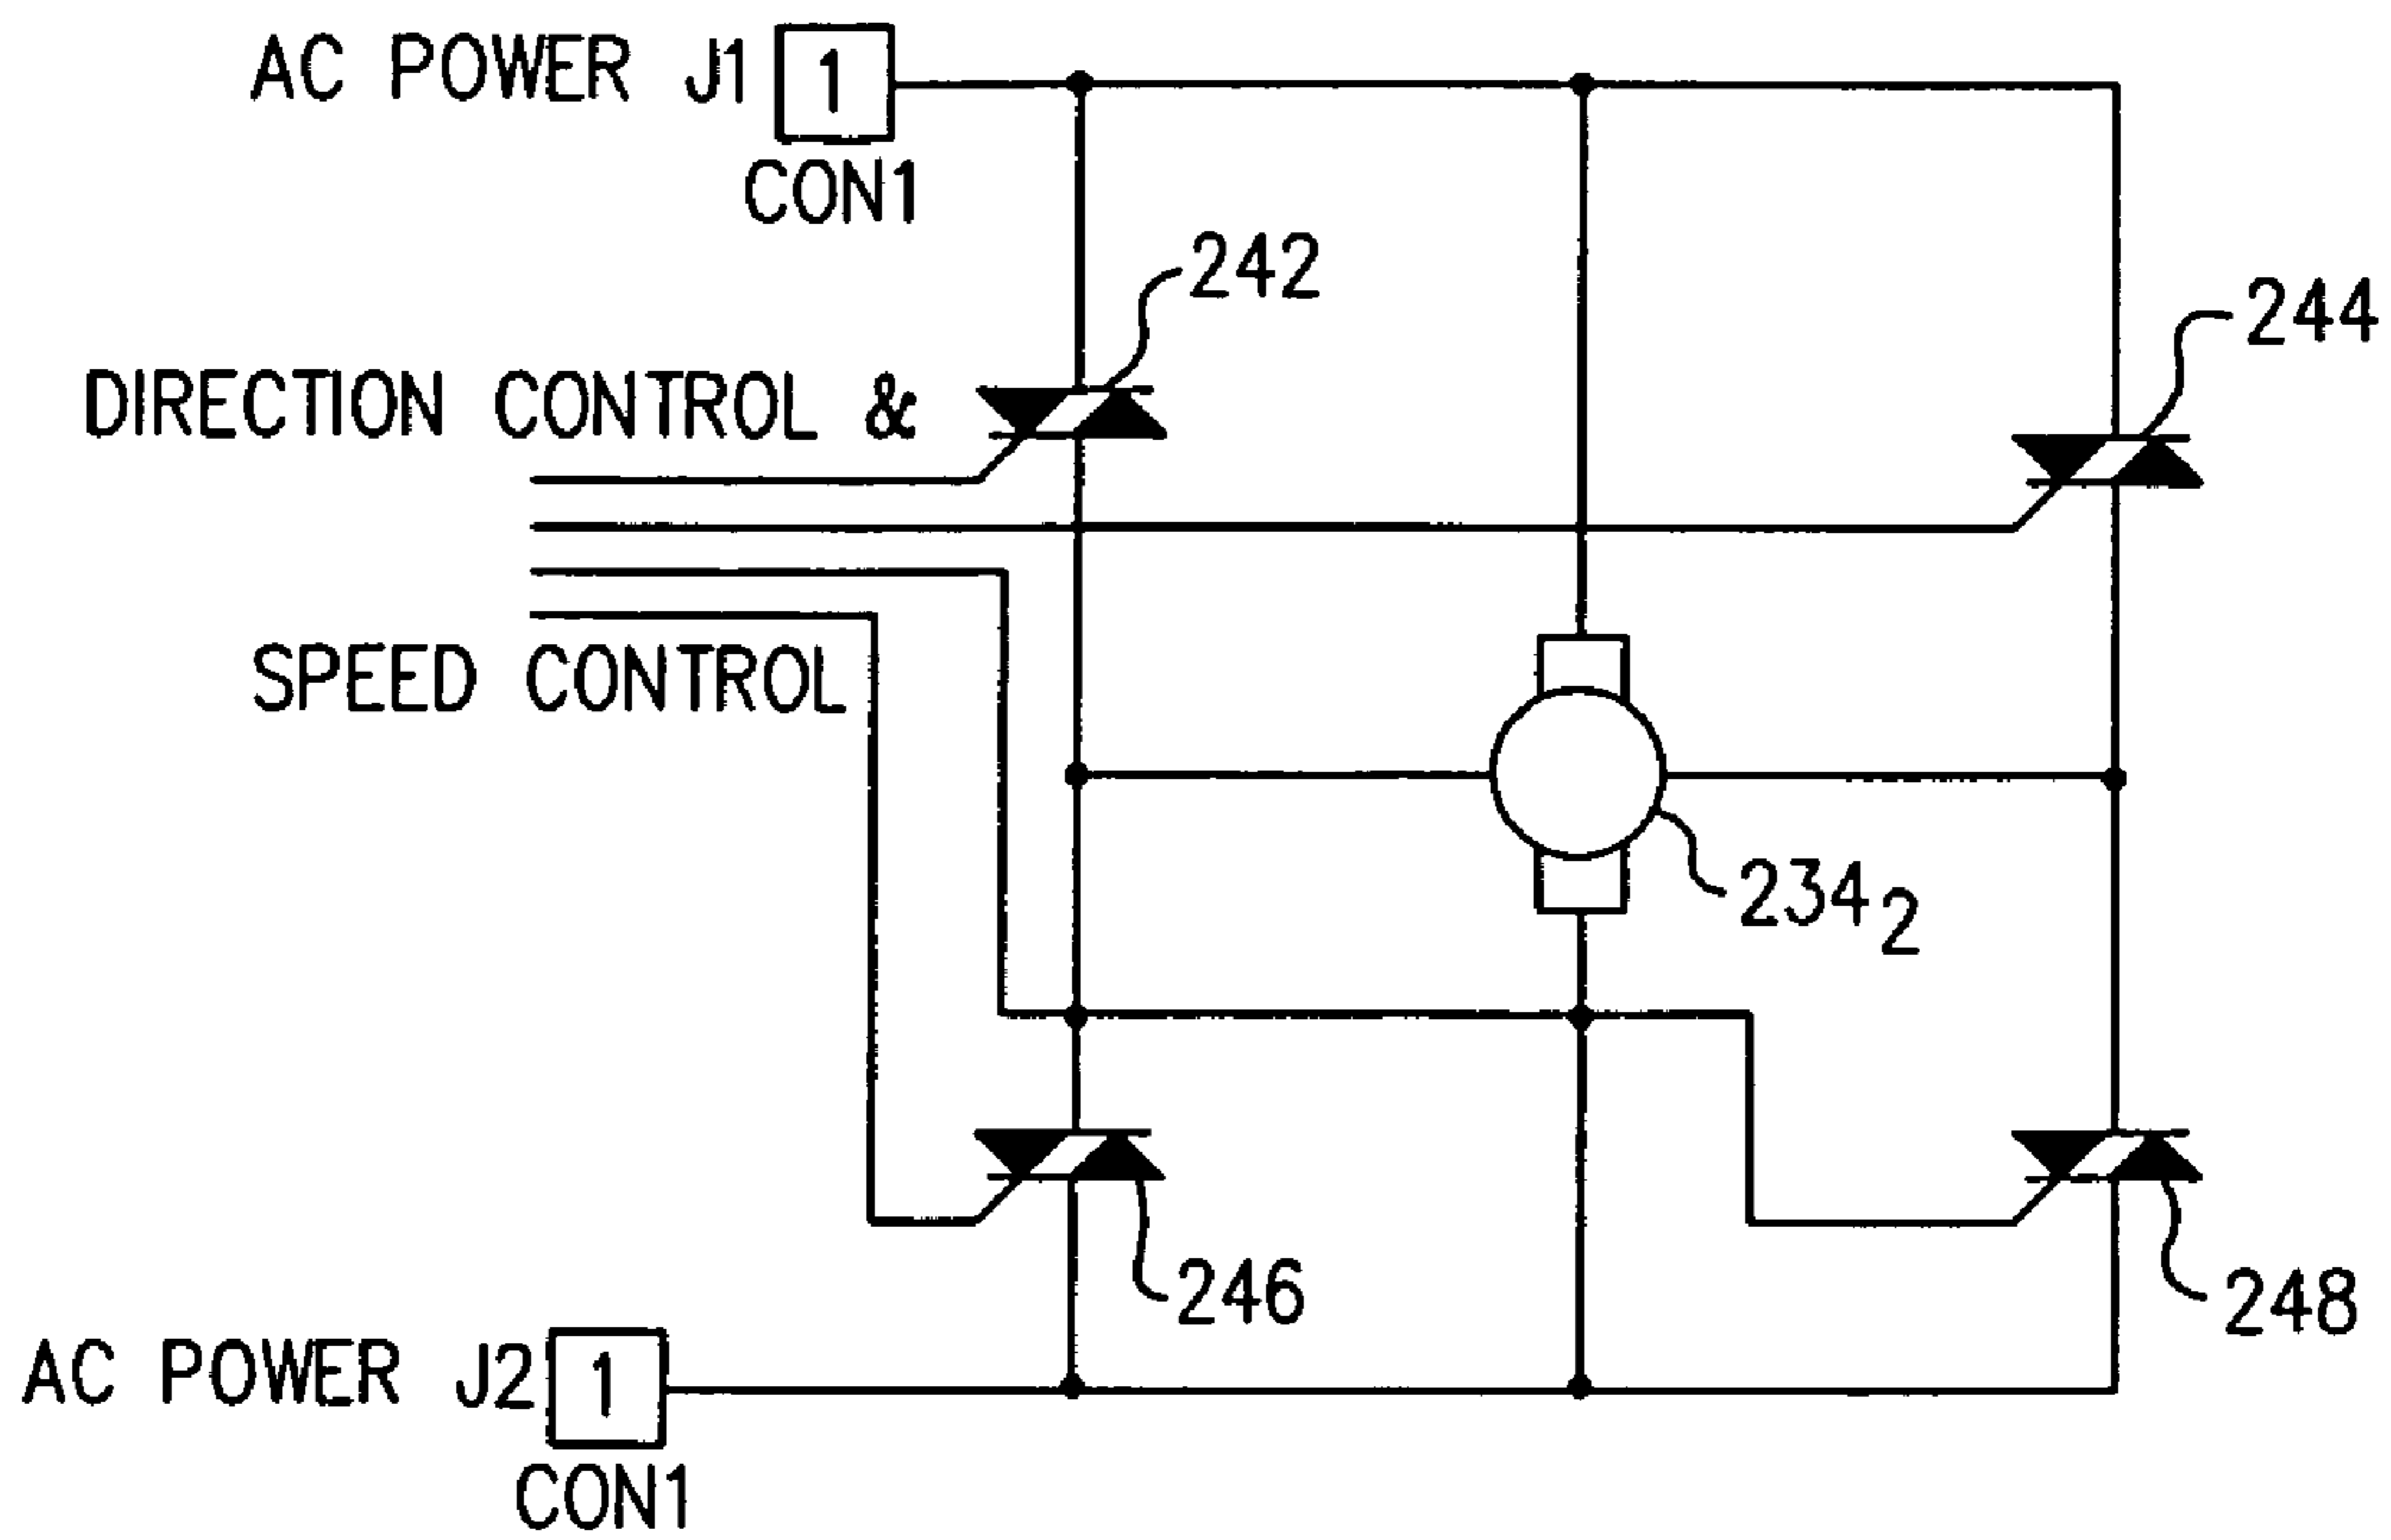 AC POWER J1 1
CON1
242
244
DIRECTION CONTROL &
SPEED CONTROL
234 2
246
248
AC POWER J2 1
CON1